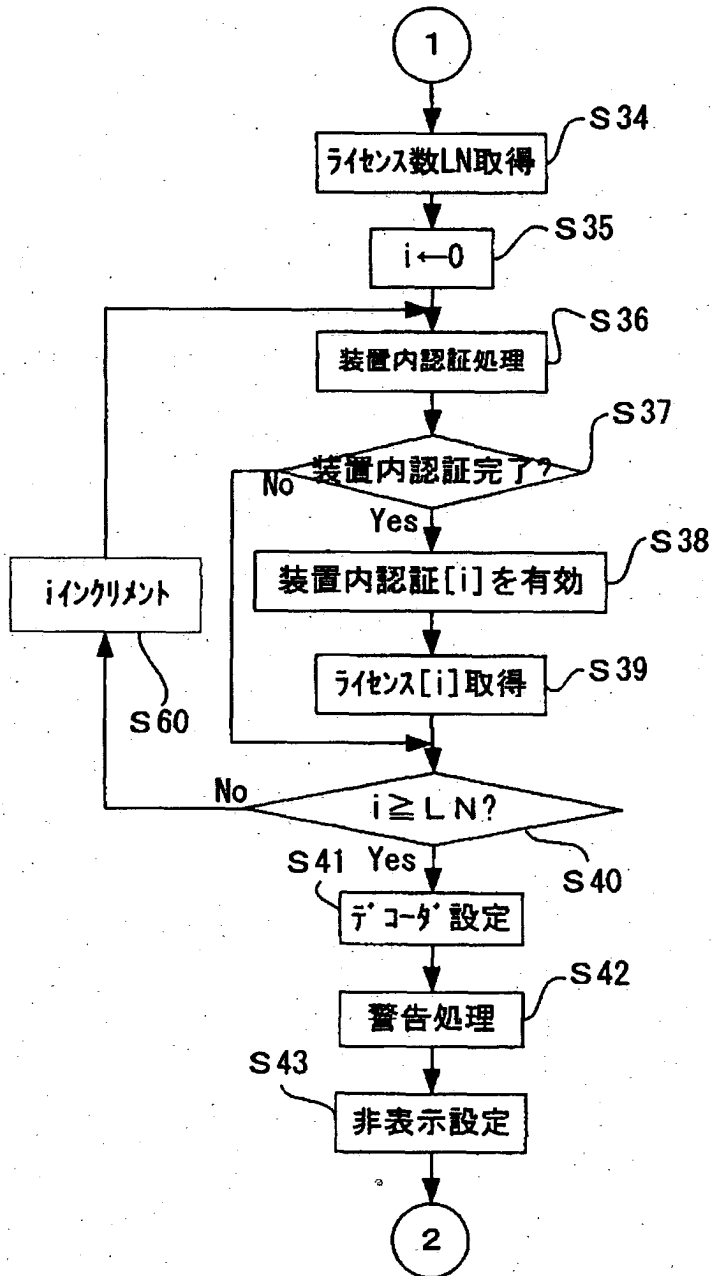 1
S34
ライセンス数LN取得
S35
i←0
S36
装置内認証処理
S37
装置内認証完了?
No
Yes
S38
装置内認証[i]を有効
iインクリメント
S39
ライセンス[i]取得
S60
No
i≧LN?
S40
S41
Yes
デコーダ設定
S42
警告処理
S43
非表示設定
2